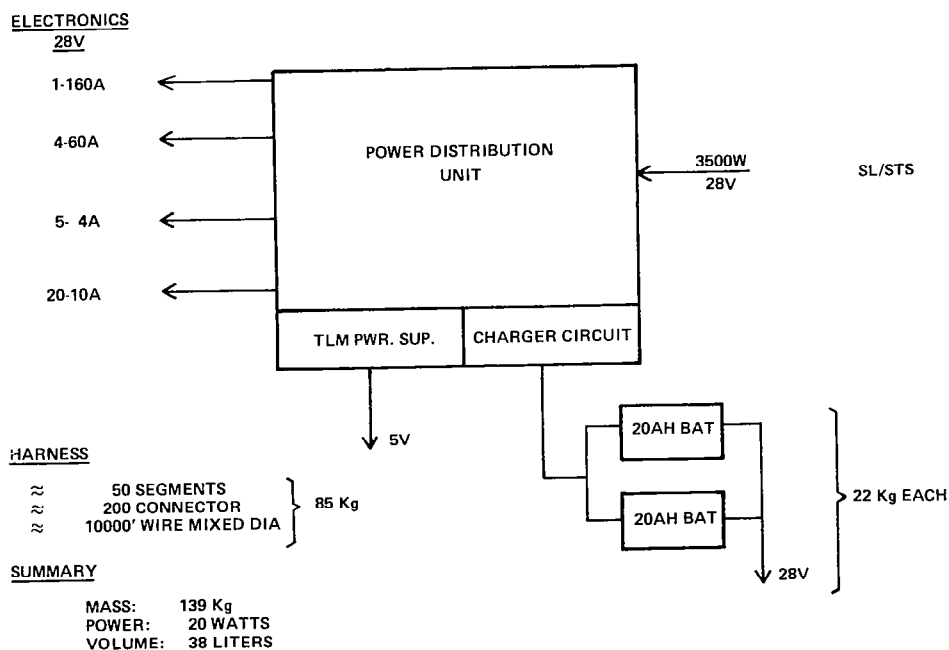 ELECTRONICS
28V
1-160A
4-60A
5- 4A
20-10A
POWER DISTRIBUTION
UNIT
3500W
28V
SL/STS
TLM PWR. SUP.
CHARGER CIRCUIT
5V
20AH BAT
20AH BAT
22 Kg EACH
28V
HARNESS
≈ 50 SEGMENTS
≈ 200 CONNECTOR
≈ 10000' WIRE MIXED DIA
85 Kg
SUMMARY
MASS: 139 Kg
POWER: 20 WATTS
VOLUME: 38 LITERS